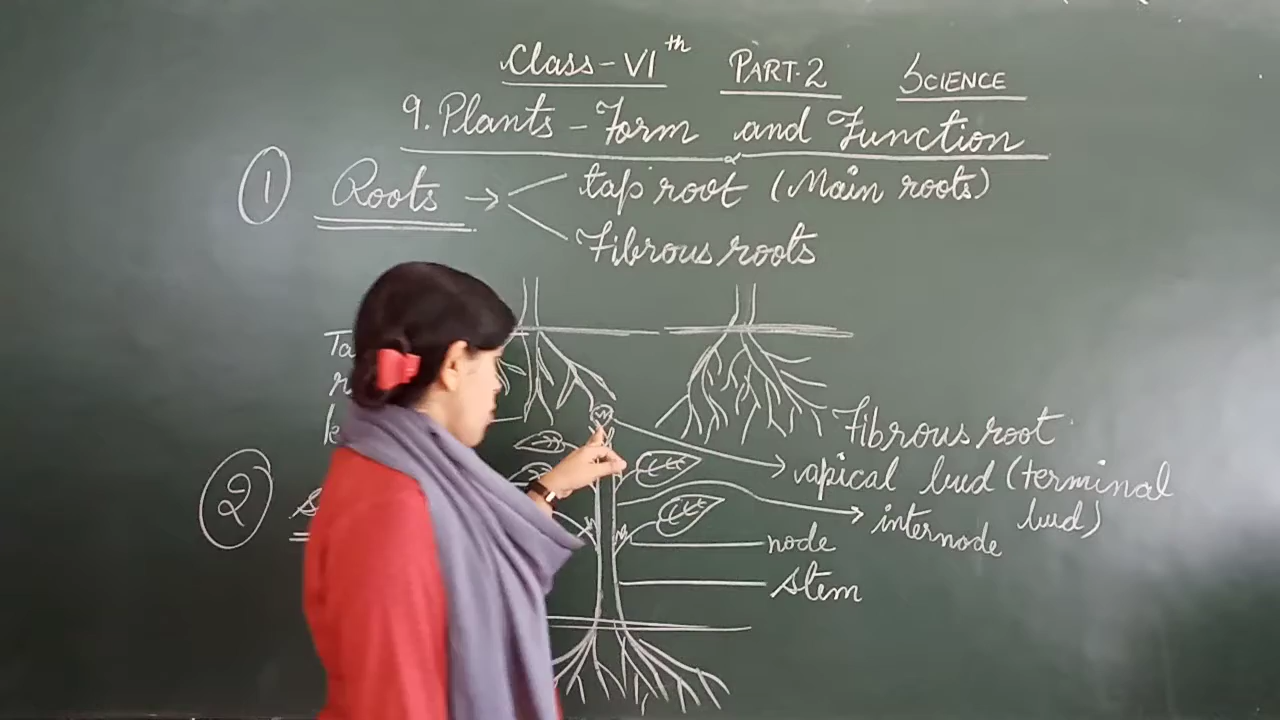 Class-VIth PART-2 SCIENCE
9. Plants - Form and Function
1 Roots → tap root (Main roots)
Fibrous roots
Fibrous root
apical bud (terminal bud)
2
internode
node
stem